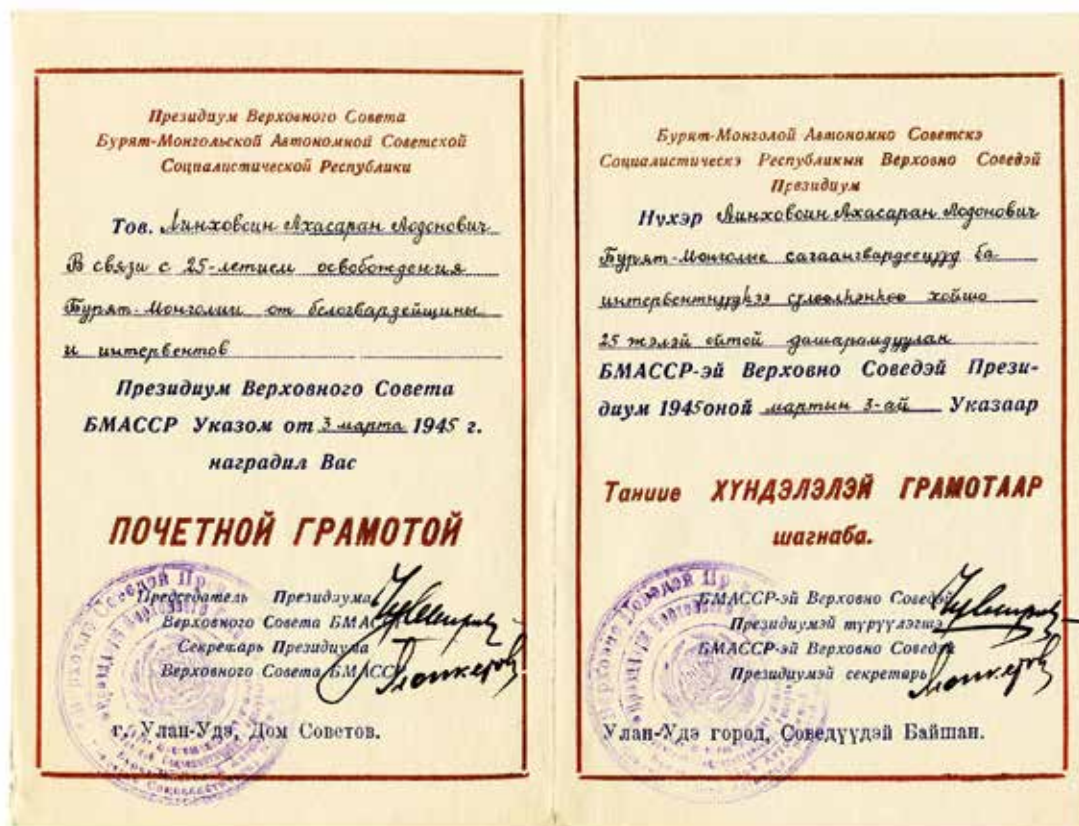 Президиум Верховного Совета
Бурят-Монгольской Автономной Советской
Социалистической Республики
Тов. Линховоин Лхасаран Лодонович
В связи с 25-летием освобождения
Бурят-Монголии от белогвардейщины
и интервентов
Президиум Верховного Совета
БМАССР Указом от 3 марта 1945 г.
наградил Вас
ПОЧЕТНОЙ ГРАМОТОЙ
Председатель Президиума
Верховного Совета БМАССР
Секретарь Президиума
Верховного Совета БМАССР
г. Улан-Удэ, Дом Советов.
Бурят-Монголой Автономно Советскэ
Социалистическэ Республикын Верховно Соведэй
Президиум
Нүхэр Линховоин Лхасаран Лодонович
Бурят-Монголые сагаангвардеецүүд ба
интервентнүүдһээ сүлөөлһэнһөө хойшо
25 жэлэй ойтой дашарамдуулан
БМАССР-эй Верховно Соведэй Прези-
диум 1945 оной мартын 3-ай Указаар
Таниие ХҮНДЭЛЭЛЭЙ ГРАМОТААР
шагнаба.
БМАССР-эй Верховно Соведэй
Президиумэй түрүүлэгшэ
БМАССР-эй Верховно Соведэй
Президиумэй секретарь
Улан-Удэ город, Соведүүдэй Байшан.